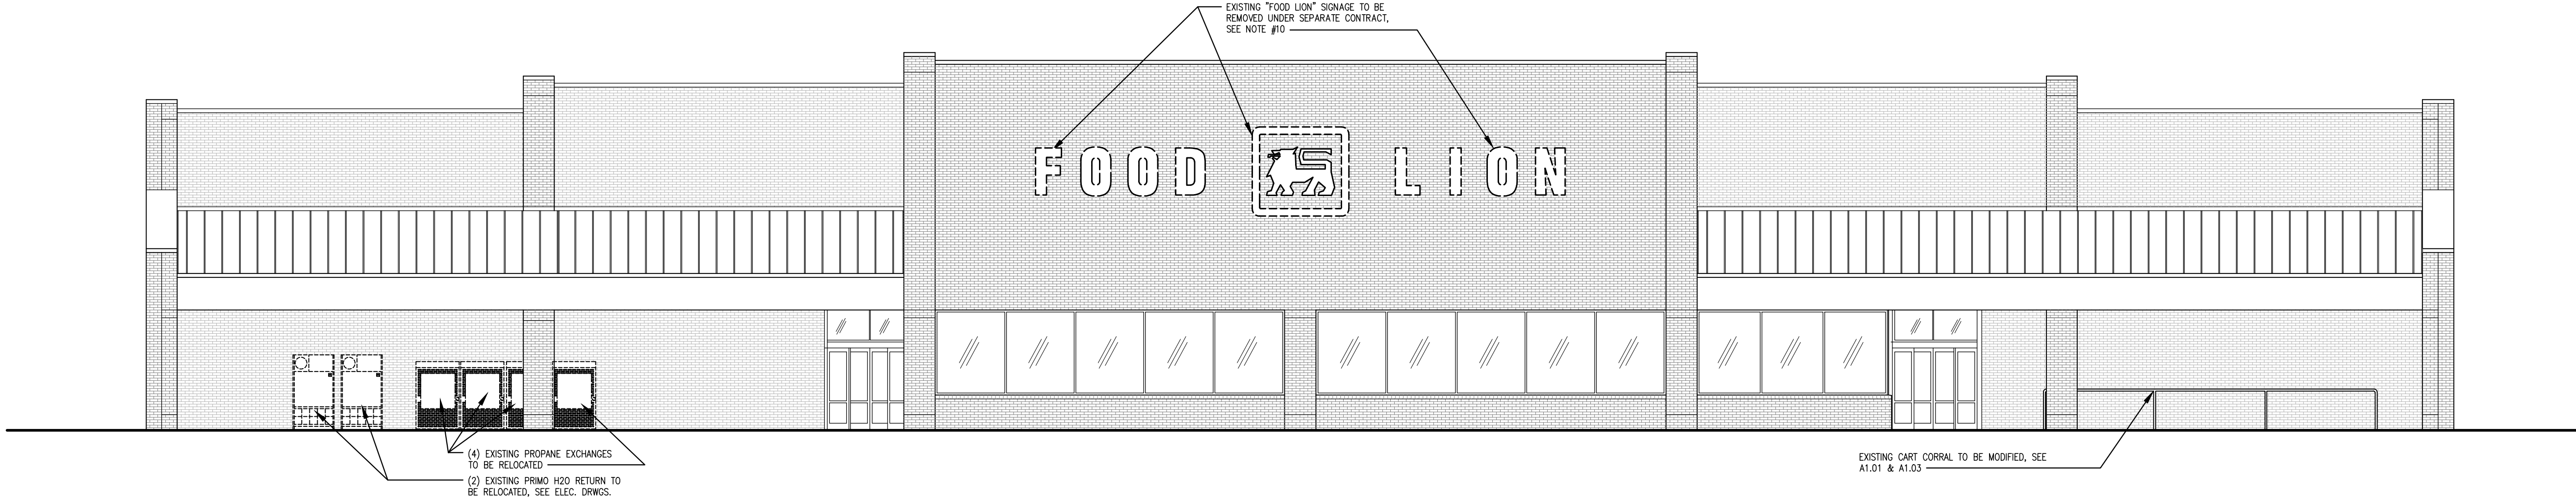 EXISTING "FOOD LION" SIGNAGE TO BE
REMOVED UNDER SEPARATE CONTRACT,
SEE NOTE #10
FOOD LION
(4) EXISTING PROPANE EXCHANGES
TO BE RELOCATED
(2) EXISTING PRIMO H2O RETURN TO
BE RELOCATED, SEE ELEC. DRWGS.
EXISTING CART CORRAL TO BE MODIFIED, SEE
A1.01 & A1.03